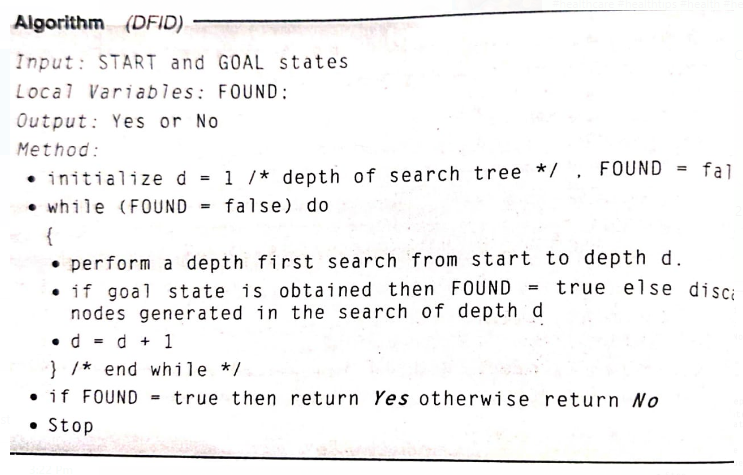 Algorithm (DFID)
Input: START and GOAL states
Local Variables: FOUND;
Output: Yes or No
Method:
• initialize d = 1 /* depth of search tree */ , FOUND = fal
• while (FOUND = false) do
{
• perform a depth first search from start to depth d.
• if goal state is obtained then FOUND = true else disca
nodes generated in the search of depth d
• d = d + 1
} /* end while */
• if FOUND = true then return Yes otherwise return No
• Stop